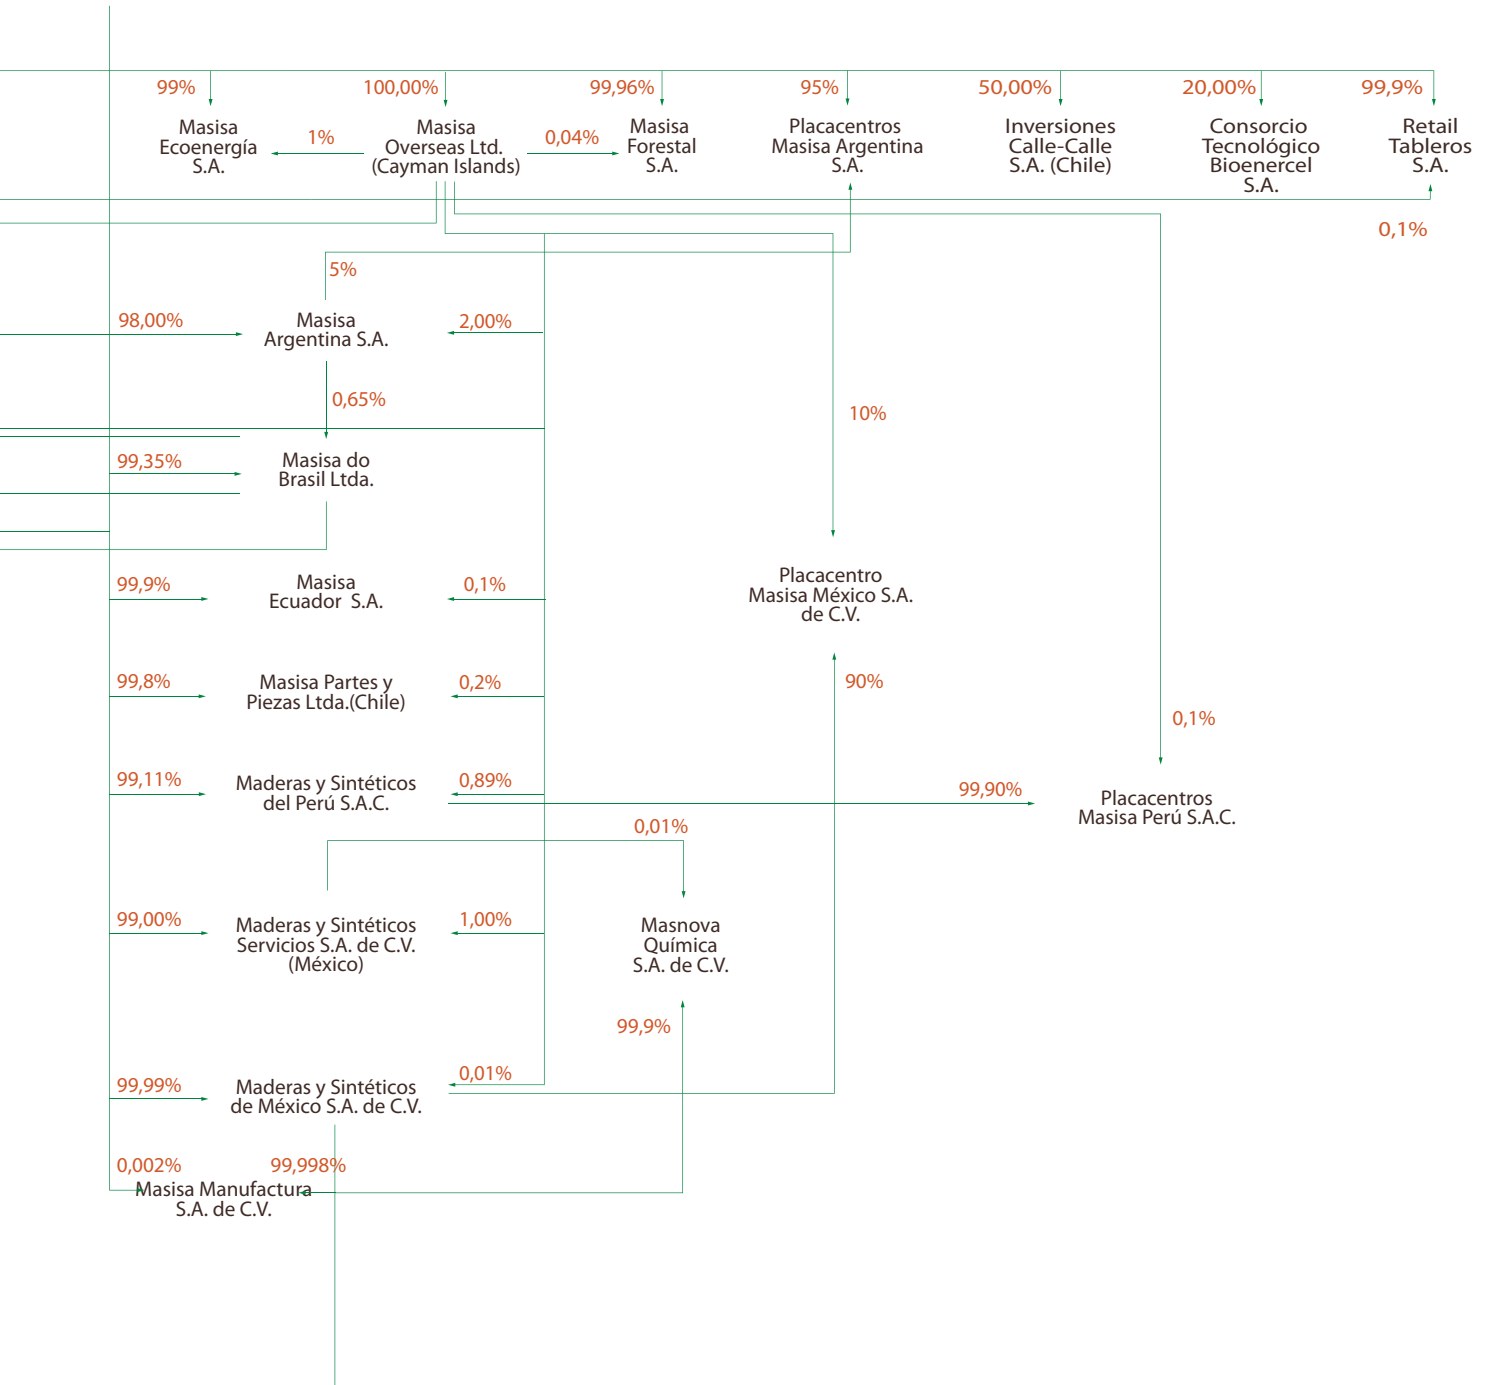 99%
100,00%
99,96%
95%
50,00%
20,00%
99,9%
Masisa
Ecoenergía
S.A.
1%
Masisa
Overseas Ltd.
(Cayman Islands)
0,04%
Masisa
Forestal
S.A.
Placacentros
Masisa Argentina
S.A.
Inversiones
Calle-Calle
S.A. (Chile)
Consorcio
Tecnológico
Bioenercel
S.A.
Retail
Tableros
S.A.
0,1%
5%
98,00%
Masisa
Argentina S.A.
2,00%
0,65%
10%
99,35%
Masisa do
Brasil Ltda.
99,9%
Masisa
Ecuador S.A.
0,1%
Placacentro
Masisa México S.A.
de C.V.
99,8%
Masisa Partes y
Piezas Ltda.(Chile)
0,2%
90%
0,1%
99,11%
Maderas y Sintéticos
del Perú S.A.C.
0,89%
99,90%
Placacentros
Masisa Perú S.A.C.
0,01%
99,00%
Maderas y Sintéticos
Servicios S.A. de C.V.
(México)
1,00%
Masnova
Química
S.A. de C.V.
99,9%
99,99%
Maderas y Sintéticos
de México S.A. de C.V.
0,01%
0,002%
99,998%
Masisa Manufactura
S.A. de C.V.